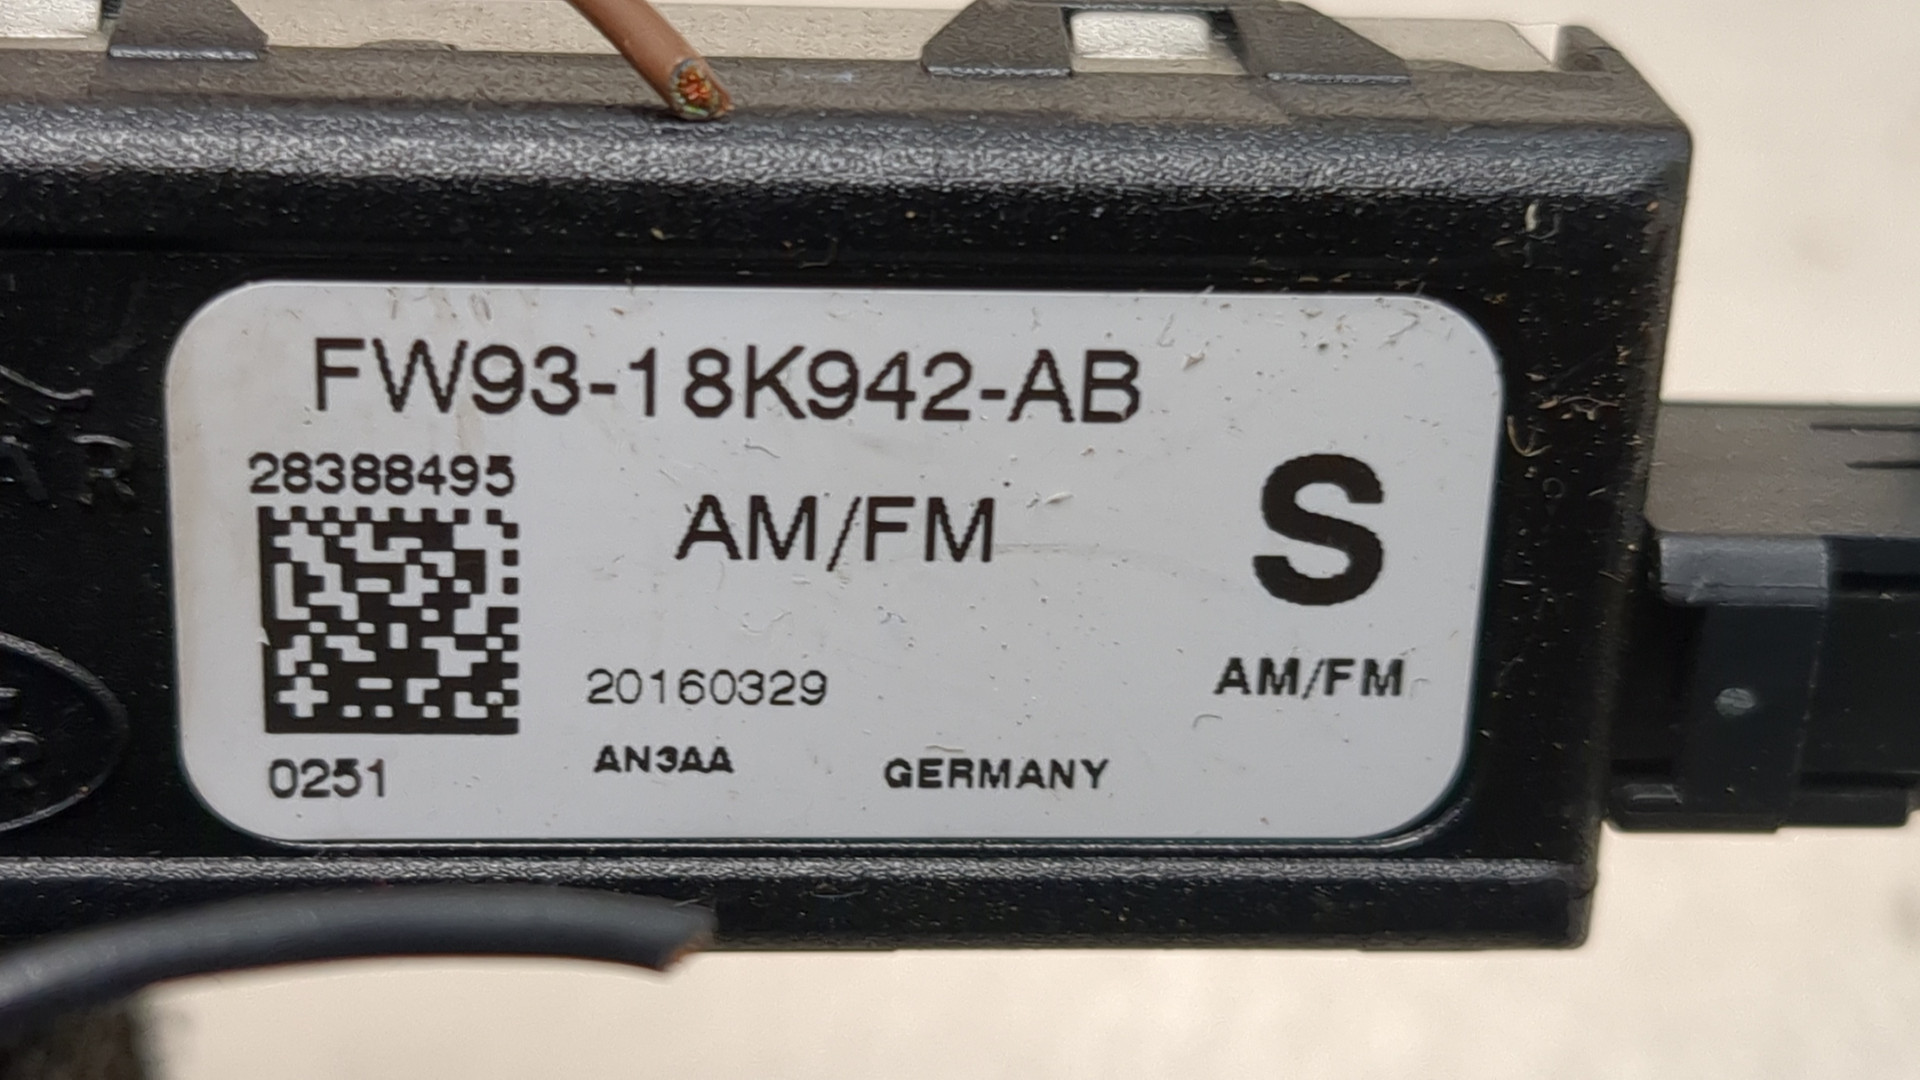 FW93-18K942-AB
28388495
AM/FM
S
AM/FM
20160329
AN3AA
GERMANY
0251